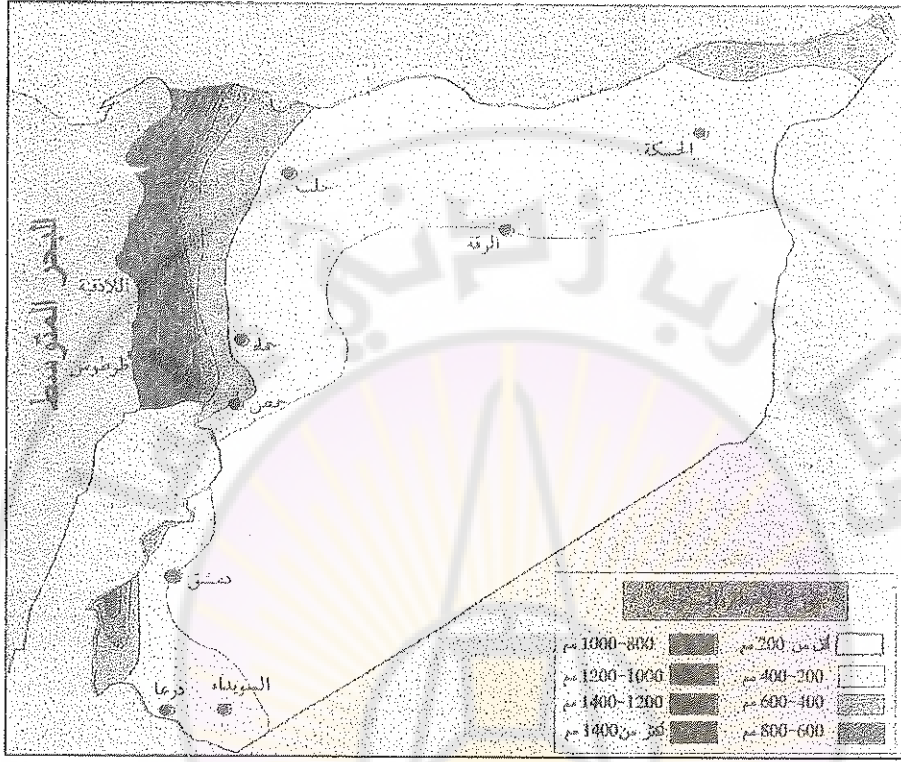 الحسكة
حلب
الرقة
البحر المتوسط
اللاذقية
حماه
طرطوس
حمص
دمشق
السويداء
درعا
أقل من 200 مم
200-400 مم
400-600 مم
600-800 مم
800-1000 مم
1000-1200 مم
1200-1400 مم
أكثر من 1400 مم